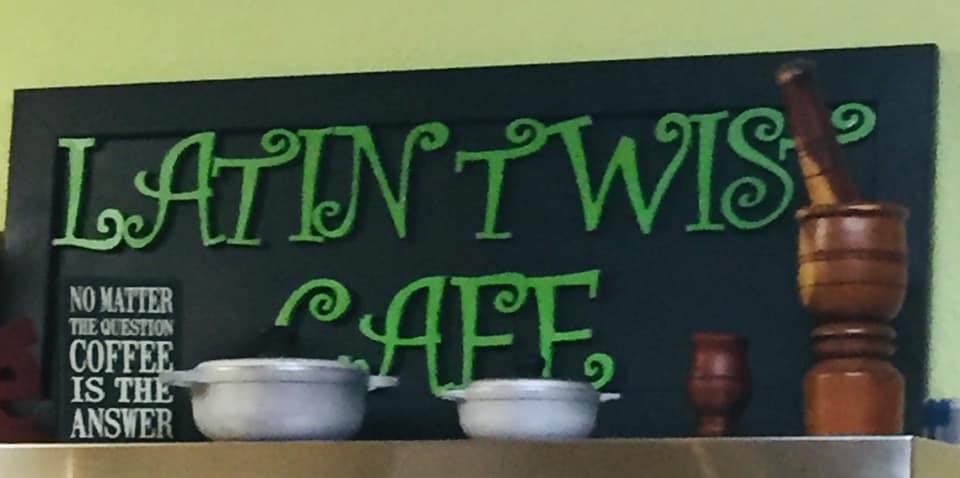 LATIN TWIST
CAFE
NO MATTER
THE QUESTION
COFFEE
IS THE
ANSWER